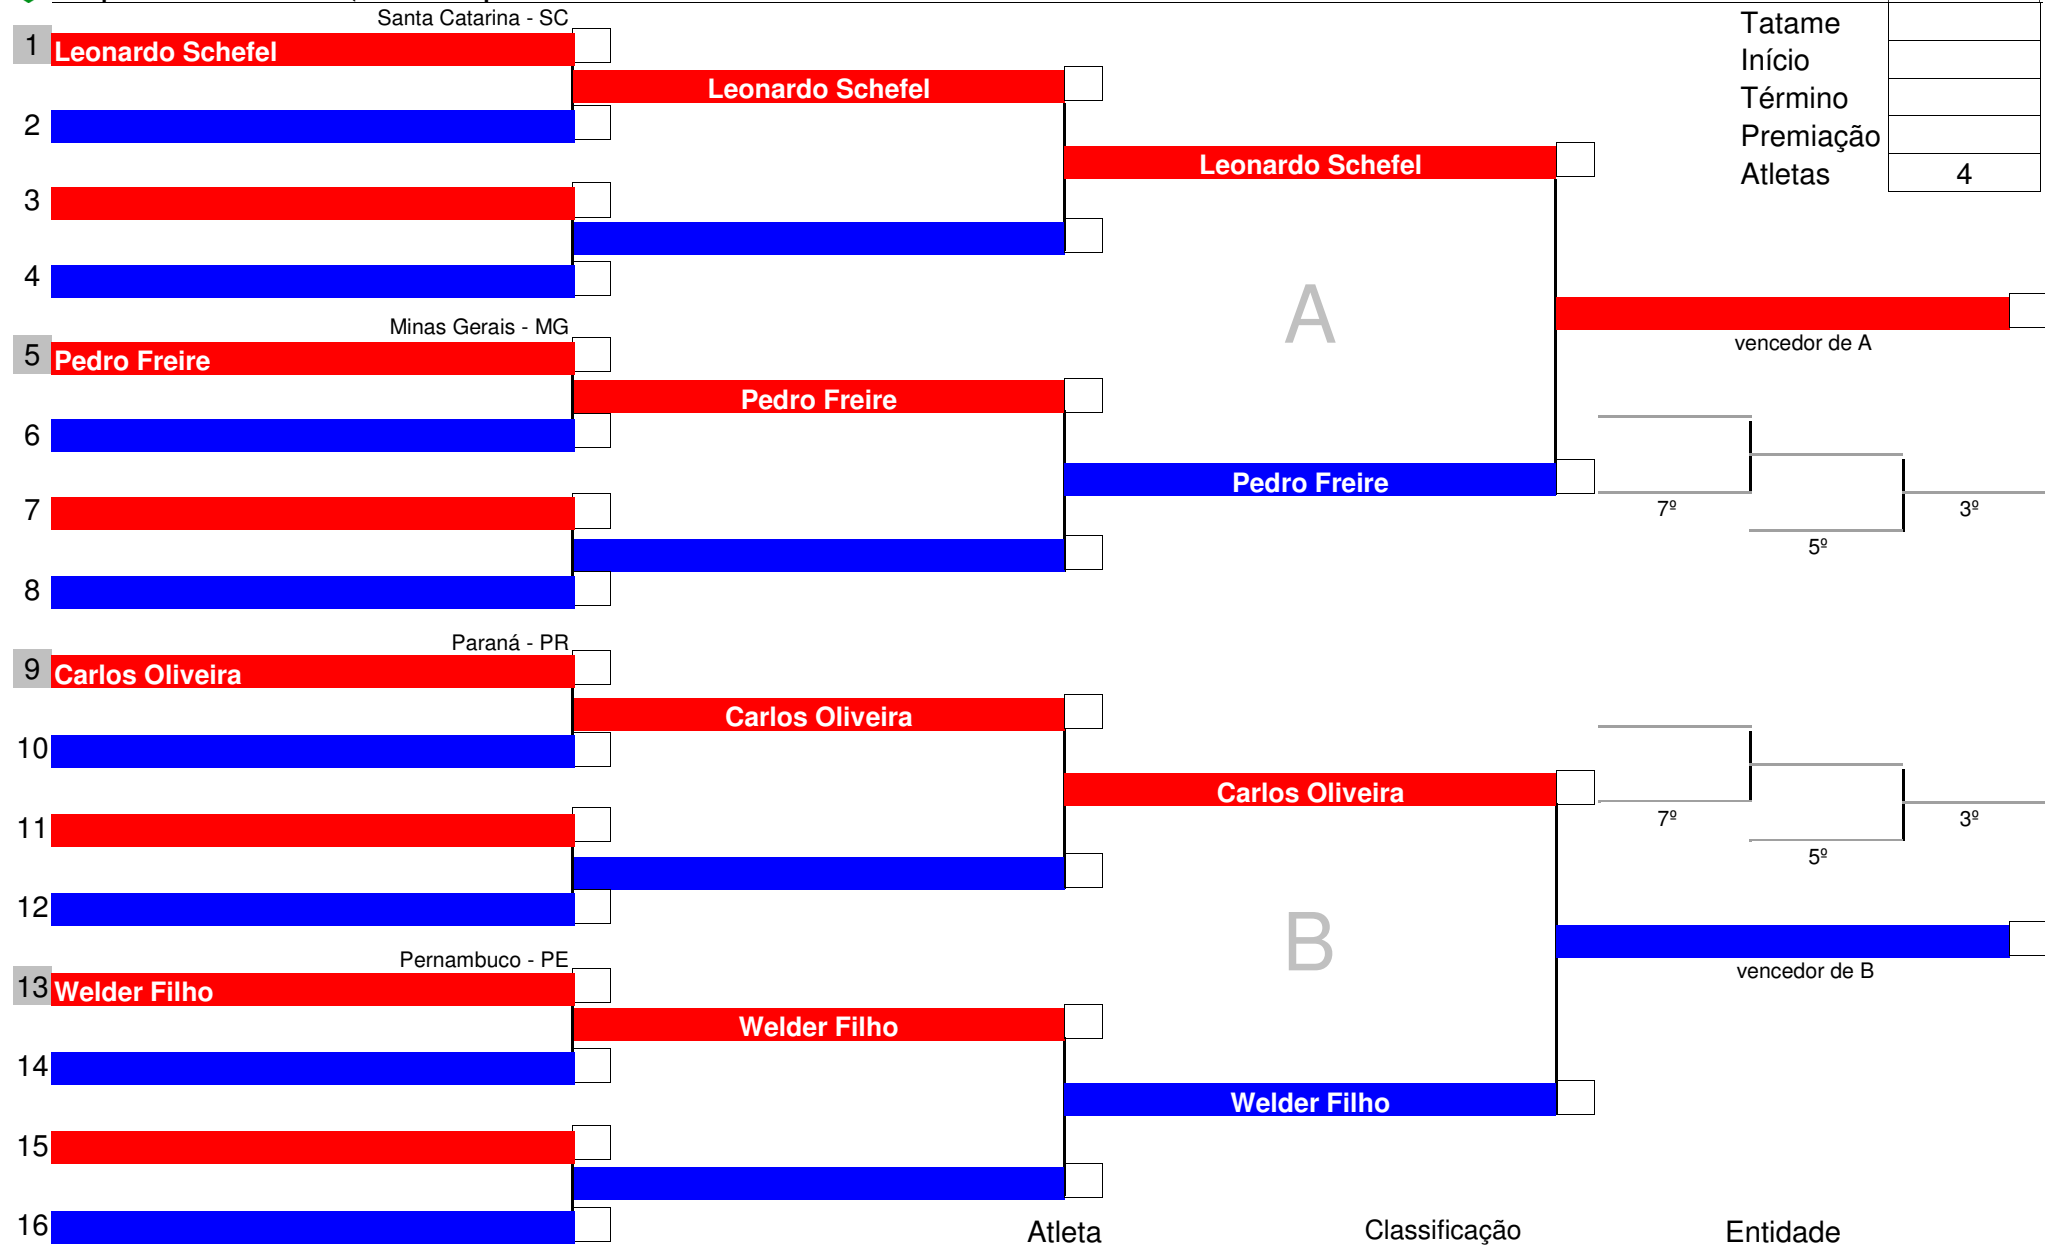 Santa Catarina - SC
Tatame
1 Leonardo Schefel
Início
Leonardo Schefel
Término
2
Premiação
Leonardo Schefel
Atletas 4
3
4
A
Minas Gerais - MG
vencedor de A
5 Pedro Freire
Pedro Freire
6
Pedro Freire
7
7º
3º
5º
8
Paraná - PR
9 Carlos Oliveira
Carlos Oliveira
10
Carlos Oliveira
11
7º
3º
5º
12
B
Pernambuco - PE
vencedor de B
13 Welder Filho
Welder Filho
14
Welder Filho
15
16
Atleta Classificação Entidade